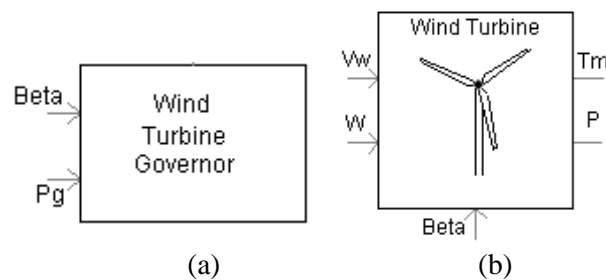 Beta
Pg
Wind
Turbine
Governor
(a)
Wind Turbine
Vw
W
Tm
P
Beta
(b)